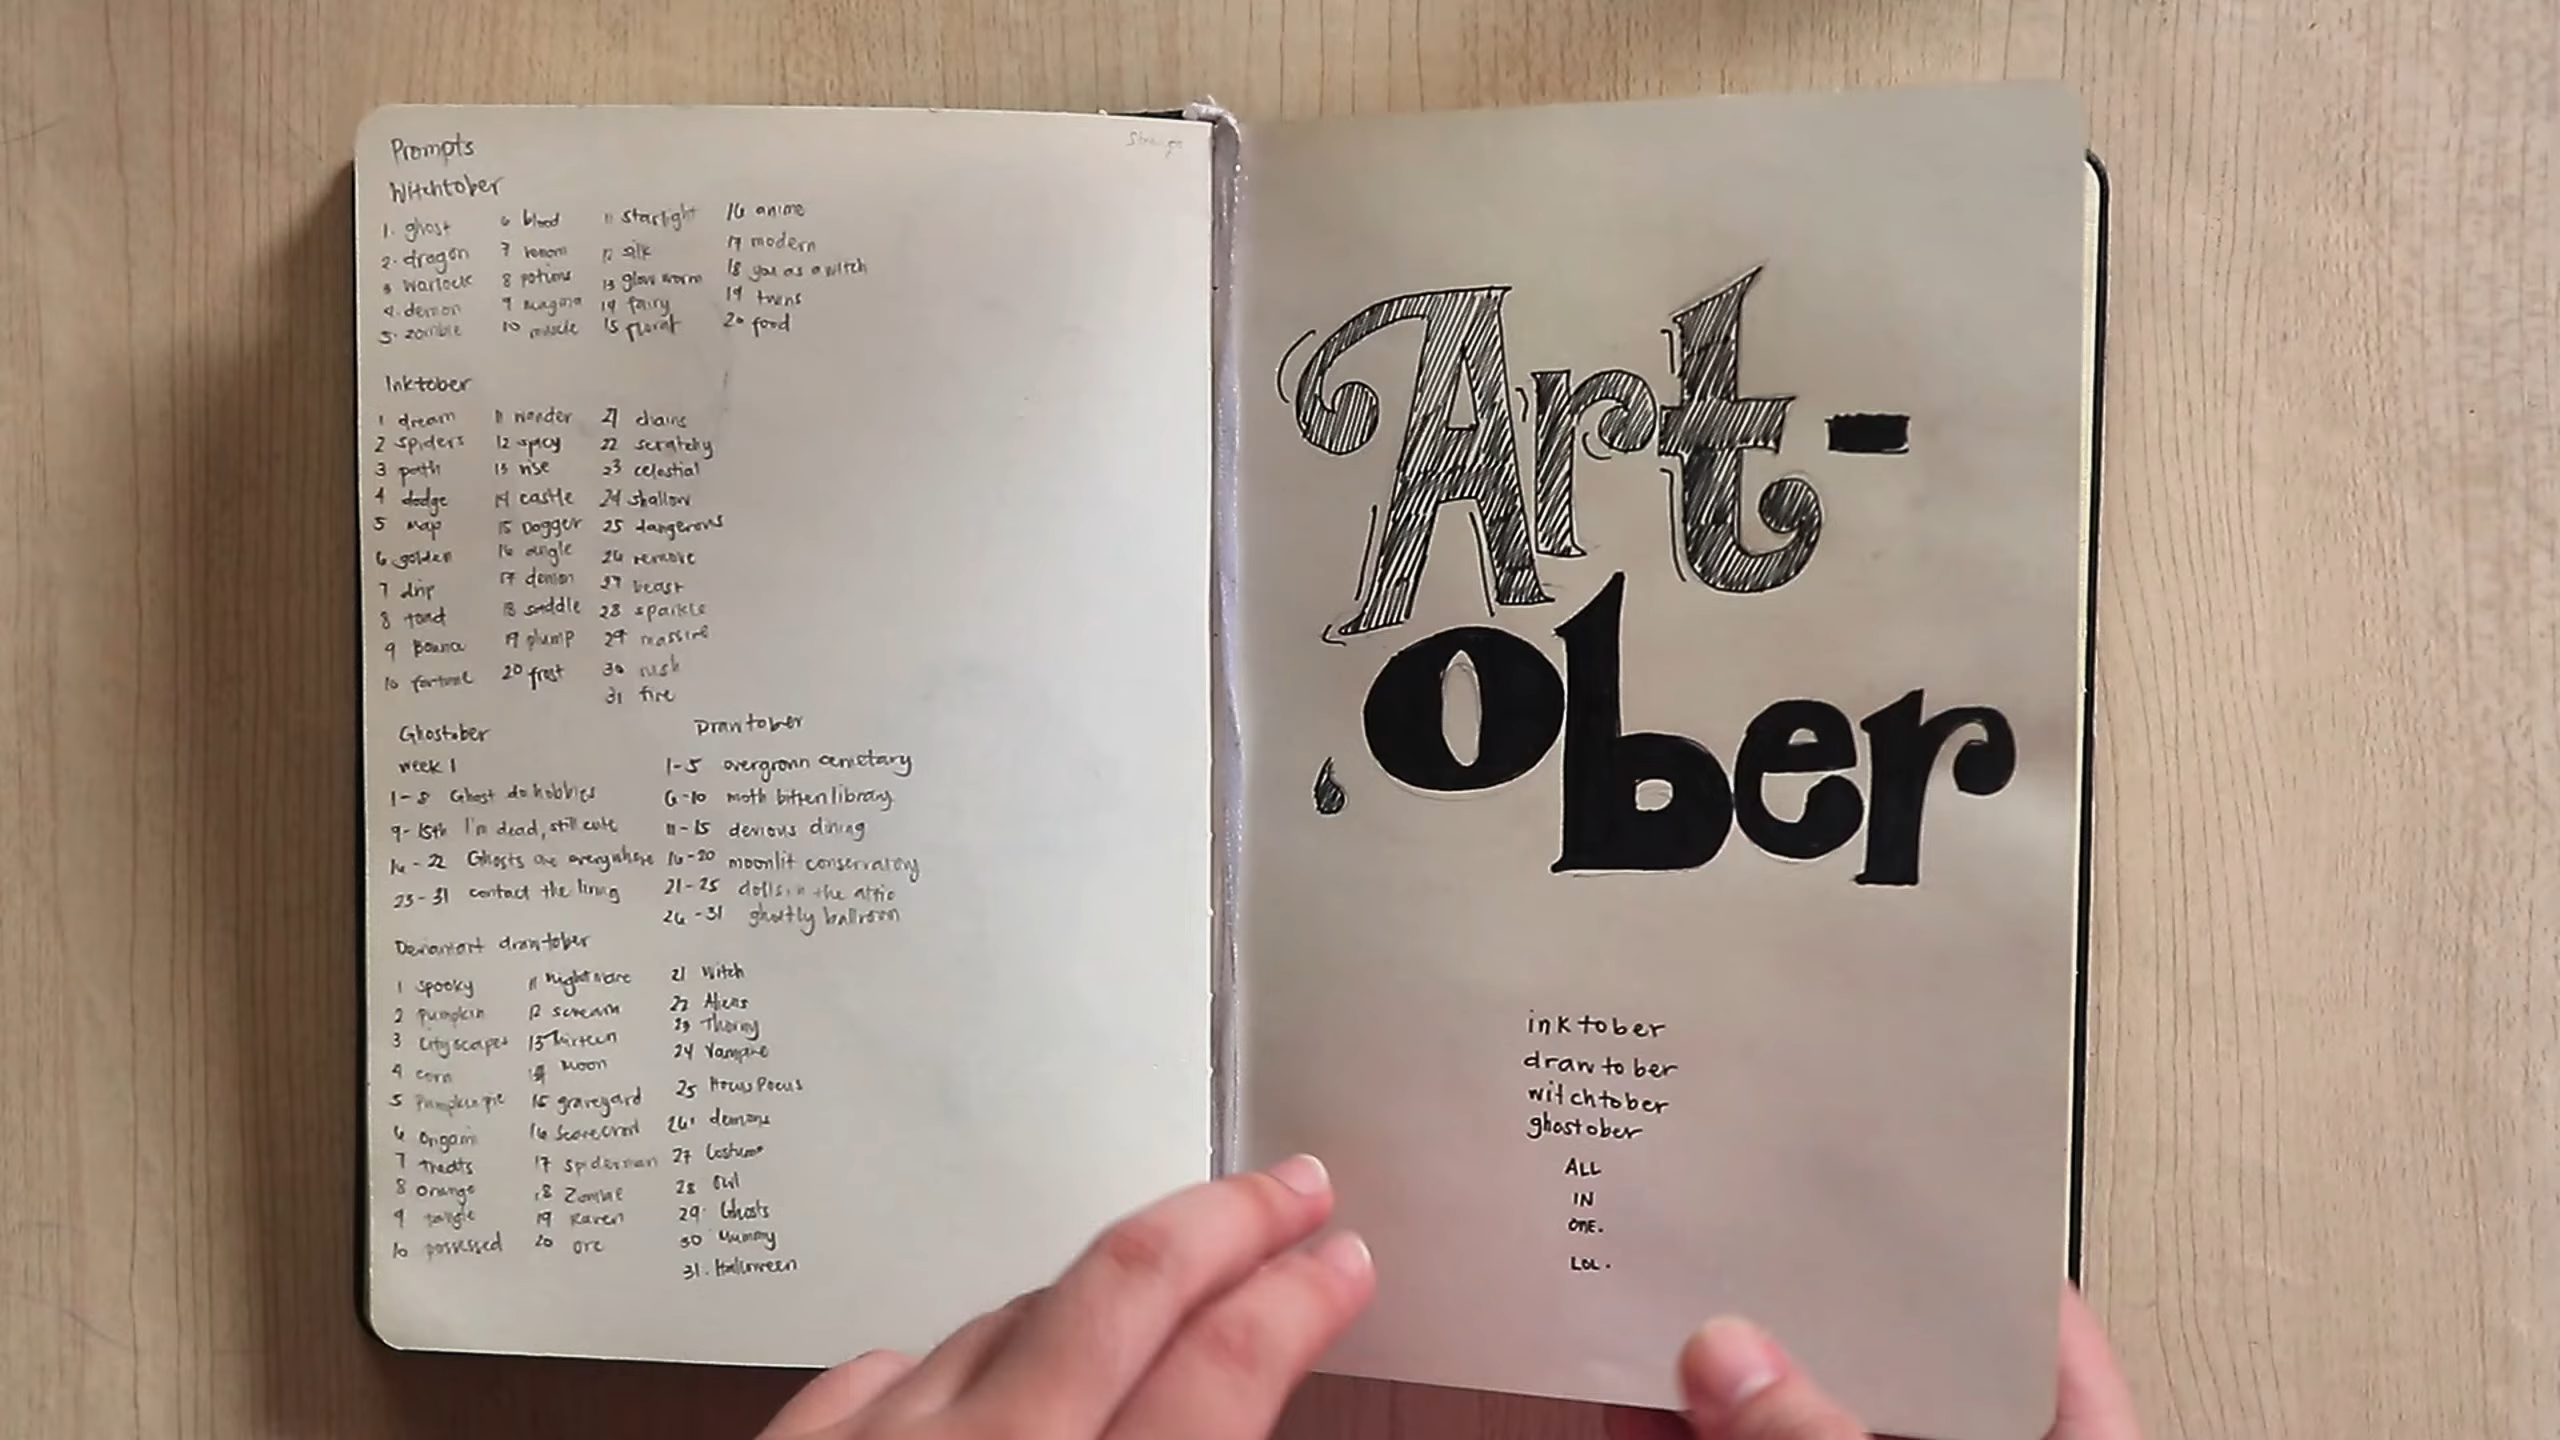 Prompts
Witchtober
1. ghost 6 blood 11 starlight 16 anime
2. dragon 7 venom 12 silk 17 modern
3 warlock 8 potions 13 glow worm 18 you as a witch
4. demon 9 magma 14 fairy 19 twins
5. zombie 10 muscle 15 floral 20 food
Inktober
1 dream 11 wander 21 chains
2 spiders 12 spicy 22 scratchy
3 path 13 rise 23 celestial
4 dodge 14 castle 24 shallow
5 map 15 Dagger 25 dangerous
6 golden 16 angle 26 remove
7 drip 17 demon 27 beast
8 toad 18 saddle 28 sparkle
9 Bounce 19 plump 29 massive
10 fortune 20 frost 30 rush
31 fire
Ghostober
week 1
1-8 Ghost do hobbies
9-15th I'm dead, still cute
16-22 Ghosts are everywhere
23-31 contact the living
Drawtober
1-5 overgrown cemetary
6-10 moth bitten library
11-15 devious dining
16-20 moonlit conservatory
21-25 dolls in the attic
26-31 ghostly ballroom
Deviantart drawtober
1 spooky 11 Nightmare 21 Witch
2 Pumpkin 12 scream 22 Aliens
3 Cityscapes 13 Thirteen 23 Thorny
4 corn 14 Moon 24 Vampire
5 Pumpkin pie 15 graveyard 25 Hocus Pocus
6 Origami 16 Scarecrow 26. demons
7 treats 17 spiderman 27 Costume
8 Orange 18 Zombie 28 Owl
9 tangle 19 Raven 29 Ghosts
10 possessed 20 orc 30 Mummy
31. Halloween
Art-
ober
inktober
drawtober
witchtober
ghostober
ALL
IN
ONE.
LOL.